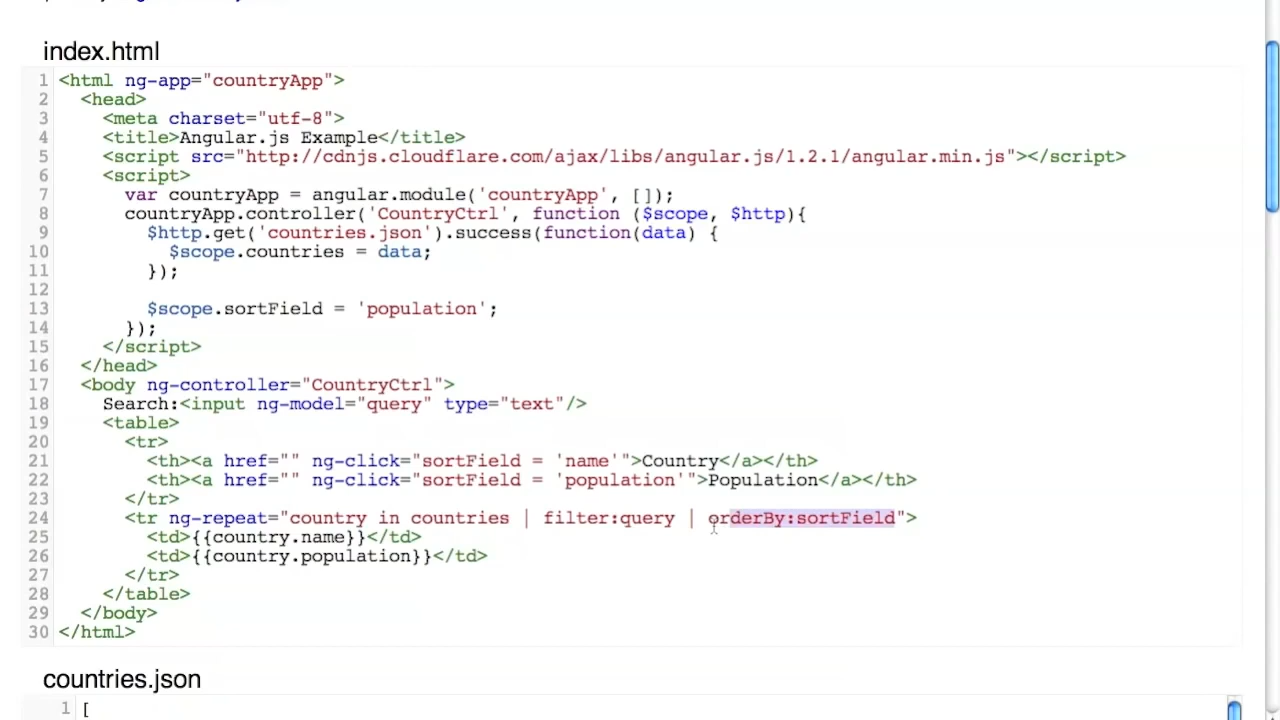 index.html
1 <html ng-app="countryApp">
2 <head>
3 <meta charset="utf-8">
4 <title>Angular.js Example</title>
5 <script src="http://cdnjs.cloudflare.com/ajax/libs/angular.js/1.2.1/angular.min.js"></script>
6 <script>
7 var countryApp = angular.module('countryApp', []);
8 countryApp.controller('CountryCtrl', function ($scope, $http){
9 $http.get('countries.json').success(function(data) {
10 $scope.countries = data;
11 });
12
13 $scope.sortField = 'population';
14 });
15 </script>
16 </head>
17 <body ng-controller="CountryCtrl">
18 Search:<input ng-model="query" type="text"/>
19 <table>
20 <tr>
21 <th><a href="" ng-click="sortField = 'name'">Country</a></th>
22 <th><a href="" ng-click="sortField = 'population'">Population</a></th>
23 </tr>
24 <tr ng-repeat="country in countries | filter:query | orderBy:sortField">
25 <td>{{country.name}}</td>
26 <td>{{country.population}}</td>
27 </tr>
28 </table>
29 </body>
30 </html>
countries.json
1 [